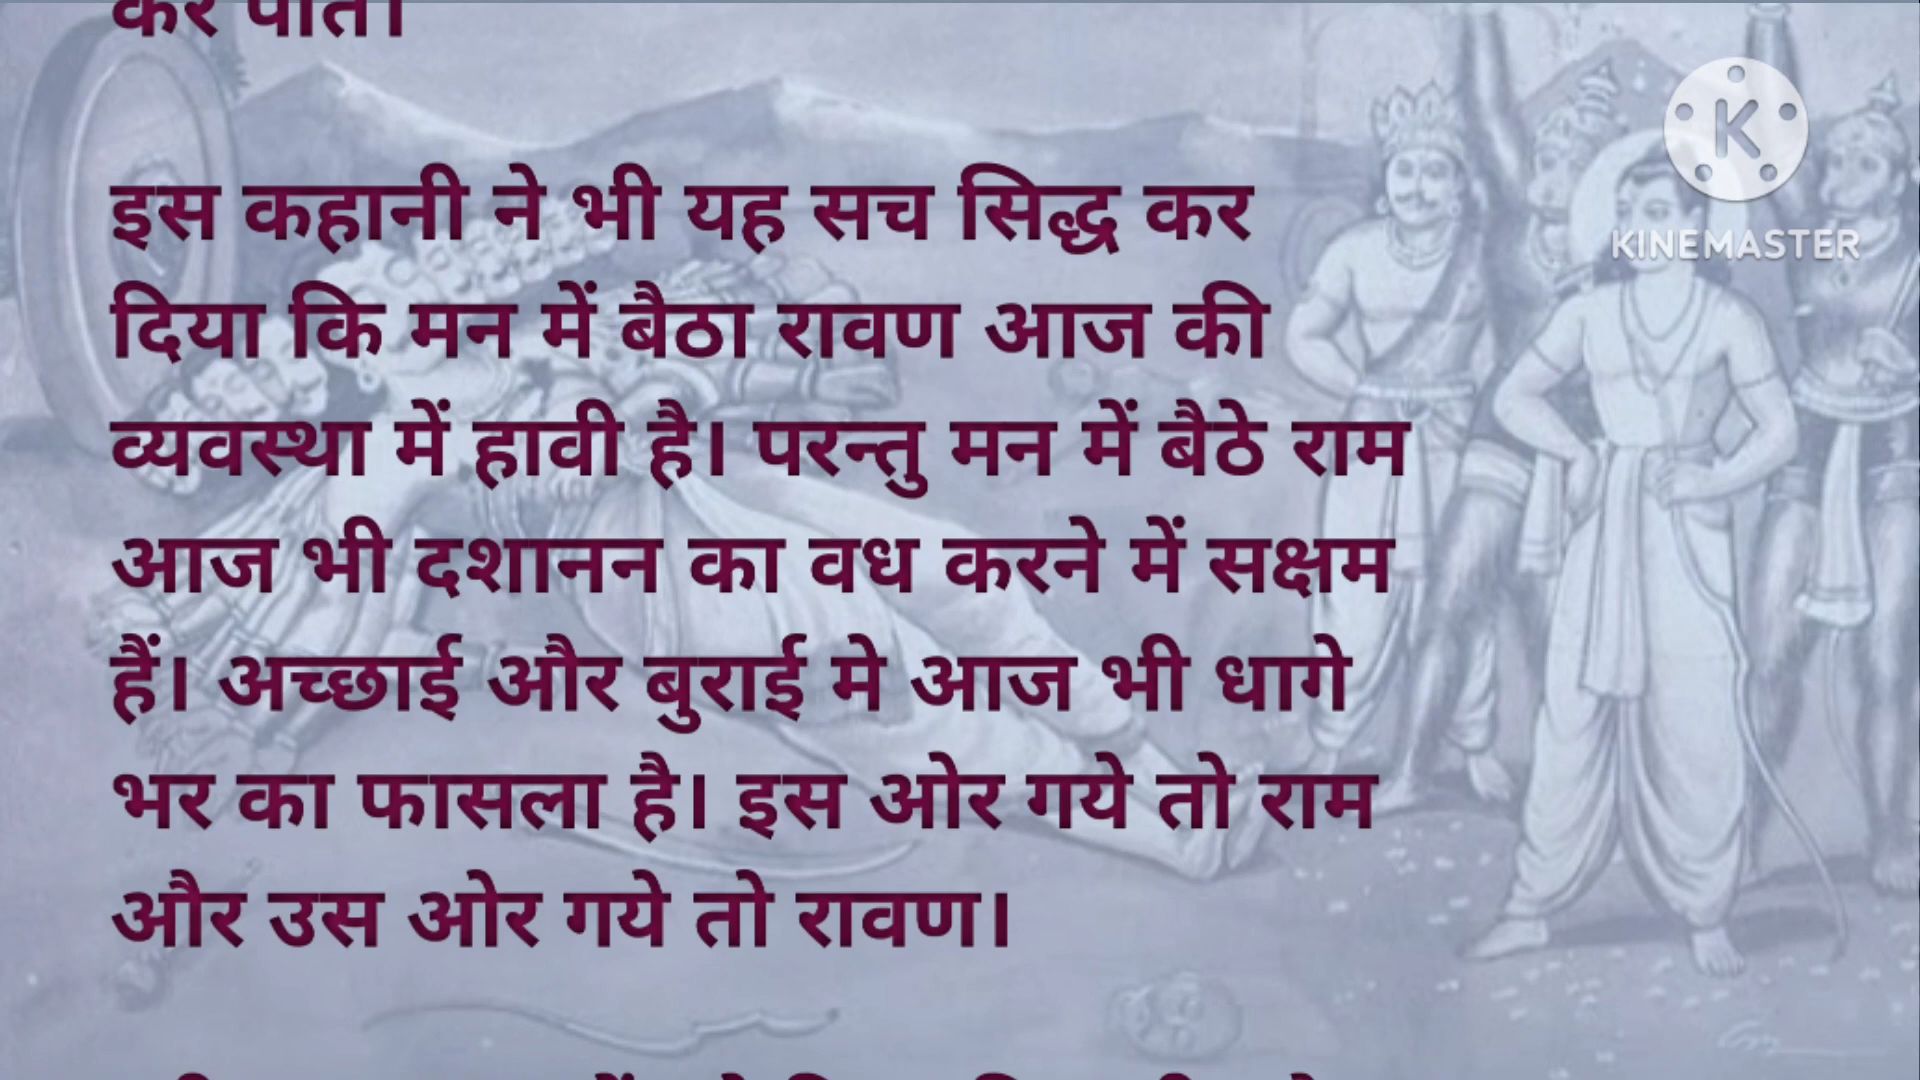 कर पाते।
इस कहानी ने भी यह सच सिद्ध कर
दिया कि मन में बैठा रावण आज की
व्यवस्था में हावी है। परन्तु मन में बैठे राम
आज भी दशानन का वध करने में सक्षम
हैं। अच्छाई और बुराई मे आज भी धागे
भर का फासला है। इस ओर गये तो राम
और उस ओर गये तो रावण।
K
KINEMASTER